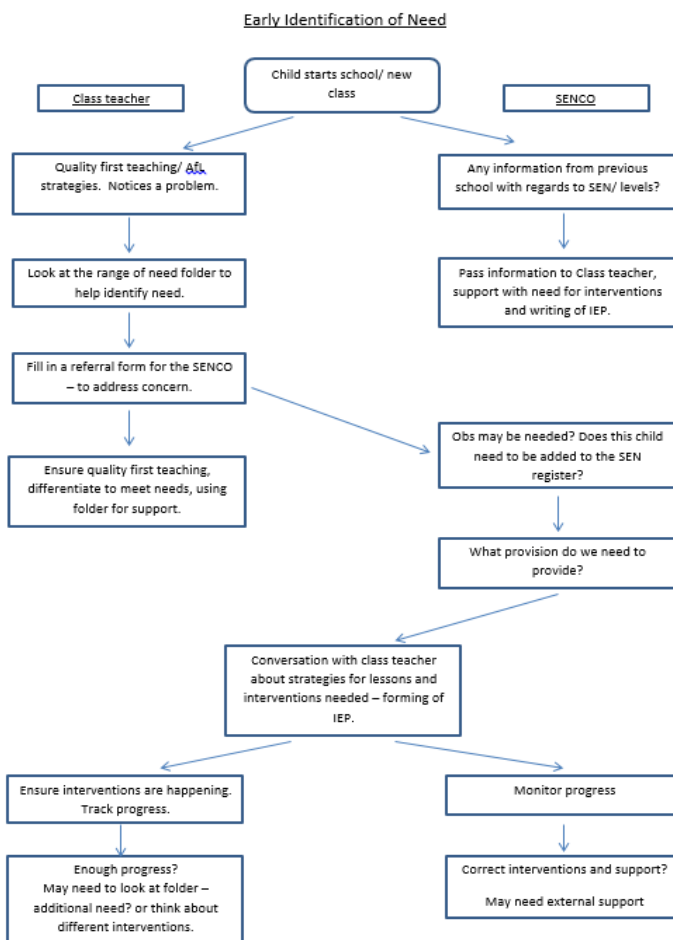 Early Identification of Need
Child starts school/ new
class
Class teacher
SENCO
Quality first teaching/ AfL
strategies.  Notices a problem.
Any information from previous
school with regards to SEN/ levels?
Look at the range of need folder to
help identify need.
Pass information to Class teacher,
support with need for interventions
and writing of IEP.
Fill in a referral form for the SENCO
– to address concern.
Obs may be needed? Does this child
need to be added to the SEN
register?
Ensure quality first teaching,
differentiate to meet needs, using
folder for support.
What provision do we need to
provide?
Conversation with class teacher
about strategies for lessons and
interventions needed – forming of
IEP.
Ensure interventions are happening.
Track progress.
Monitor progress
Enough progress?
May need to look at folder –
additional need? or think about
different interventions.
Correct interventions and support?
May need external support